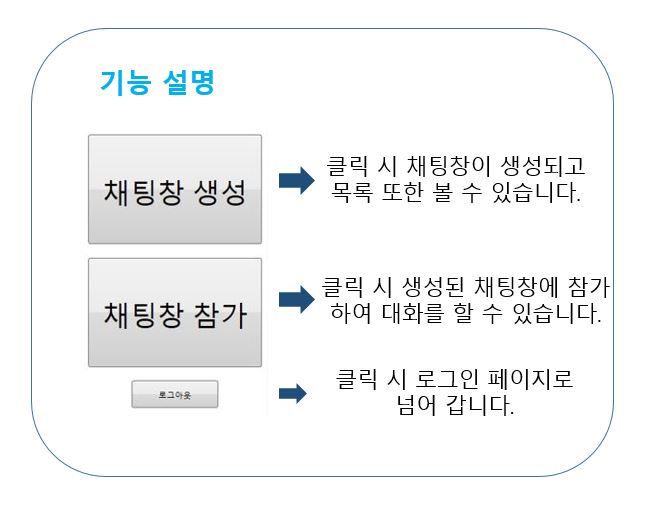 기능 설명
채팅창 생성
클릭 시 채팅창이 생성되고
목록 또한 볼 수 있습니다.
채팅창 참가
클릭 시 생성된 채팅창에 참가
하여 대화를 할 수 있습니다.
로그아웃
클릭 시 로그인 페이지로
넘어 갑니다.